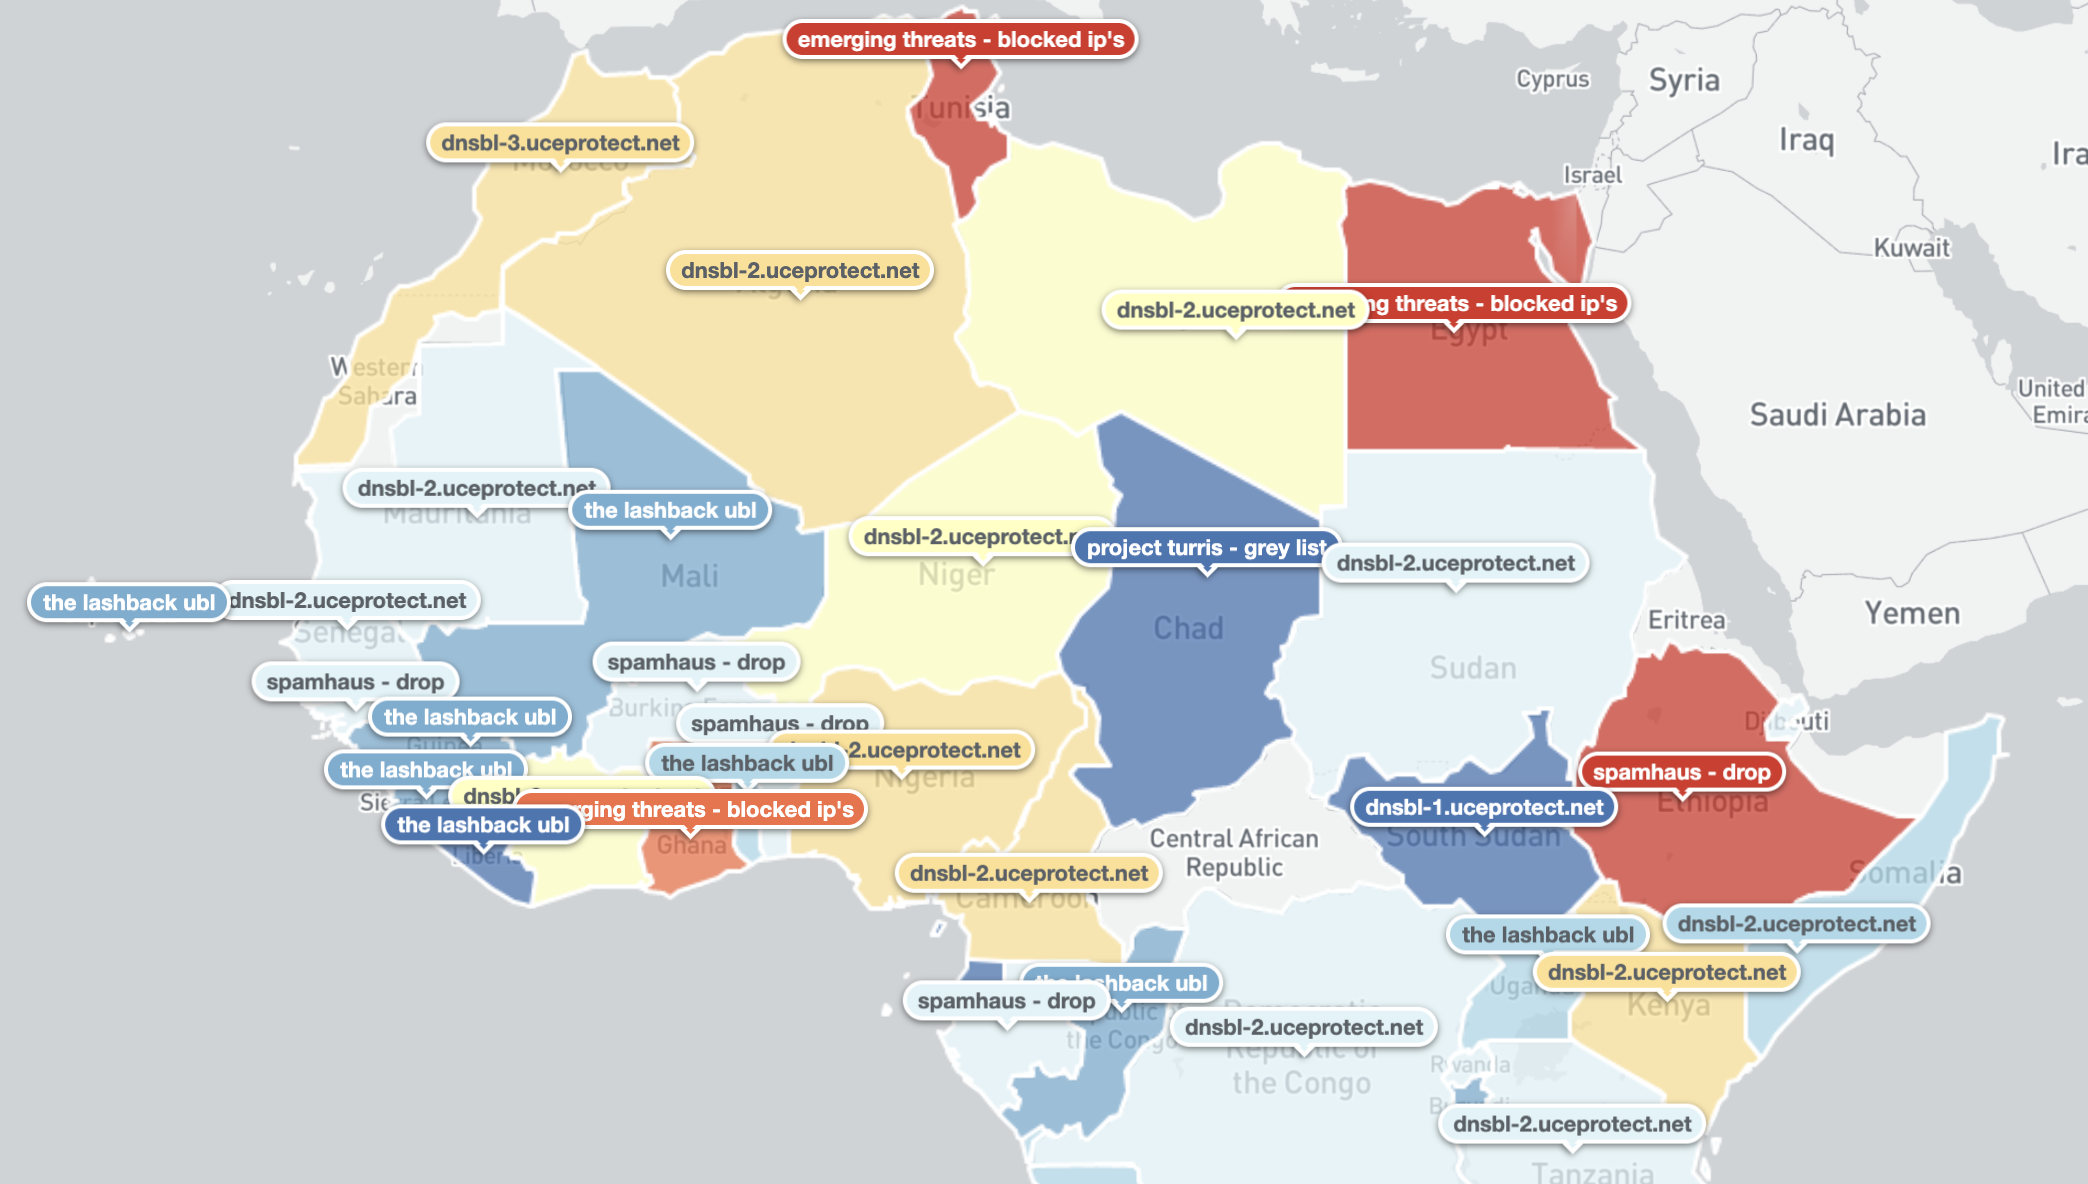 emerging threats - blocked ip's
Tunisia
Cyprus
Syria
Iraq
Ira
Israel
Kuwait
dnsbl-3.uceprotect.net
Morocco
dnsbl-2.uceprotect.net
dnsbl-2.uceprotect.net
threats - blocked ip's
Egypt
Western
Sahara
United
Emira
Saudi Arabia
dnsbl-2.uceprotect.net
Mauritania
the lashback ubl
Mali
dnsbl-2.uceprotect.n
Niger
project turris - grey list
Chad
dnsbl-2.uceprotect.net
Sudan
Eritrea
Yemen
the lashback ubl
dnsbl-2.uceprotect.net
Senegal
spamhaus - drop
spamhaus - drop
Burkina
the lashback ubl
Guinea
spamhaus - drop
Djibouti
-2.uceprotect.net
Nigeria
the lashback ubl
the lashback ubl
spamhaus - drop
Ethiopia
dnsbl
threats - blocked ip's
Ghana
the lashback ubl
Liberia
dnsbl-1.uceprotect.net
South Sudan
Central African
Republic
dnsbl-2.uceprotect.net
Cameroon
Somalia
dnsbl-2.uceprotect.net
the lashback ubl
dnsbl-2.uceprotect.net
Uganda
Kenya
the lashback ubl
spamhaus - drop
the Congo
dnsbl-2.uceprotect.net
Democratic
Republic of
the Congo
Rwanda
Burundi
dnsbl-2.uceprotect.net
Tanzania